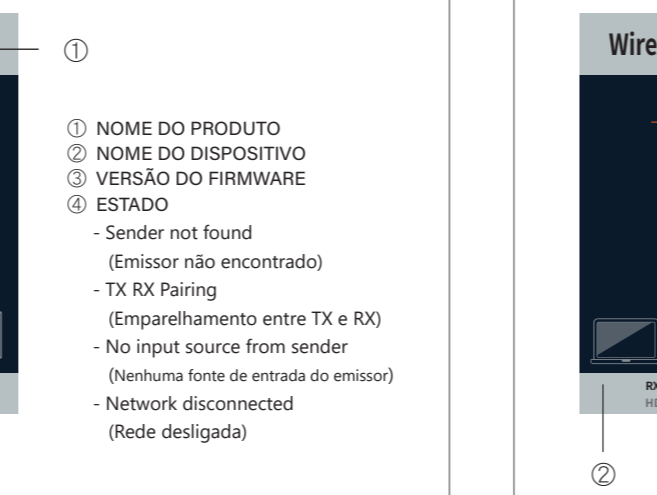 ①
① NOME DO PRODUTO
② NOME DO DISPOSITIVO
③ VERSÃO DO FIRMWARE
④ ESTADO
- Sender not found
(Emissor não encontrado)
- TX RX Pairing
(Emparelhamento entre TX e RX)
- No input source from sender
(Nenhuma fonte de entrada do emissor)
- Network disconnected
(Rede desligada)
Wire
RX
HD
②